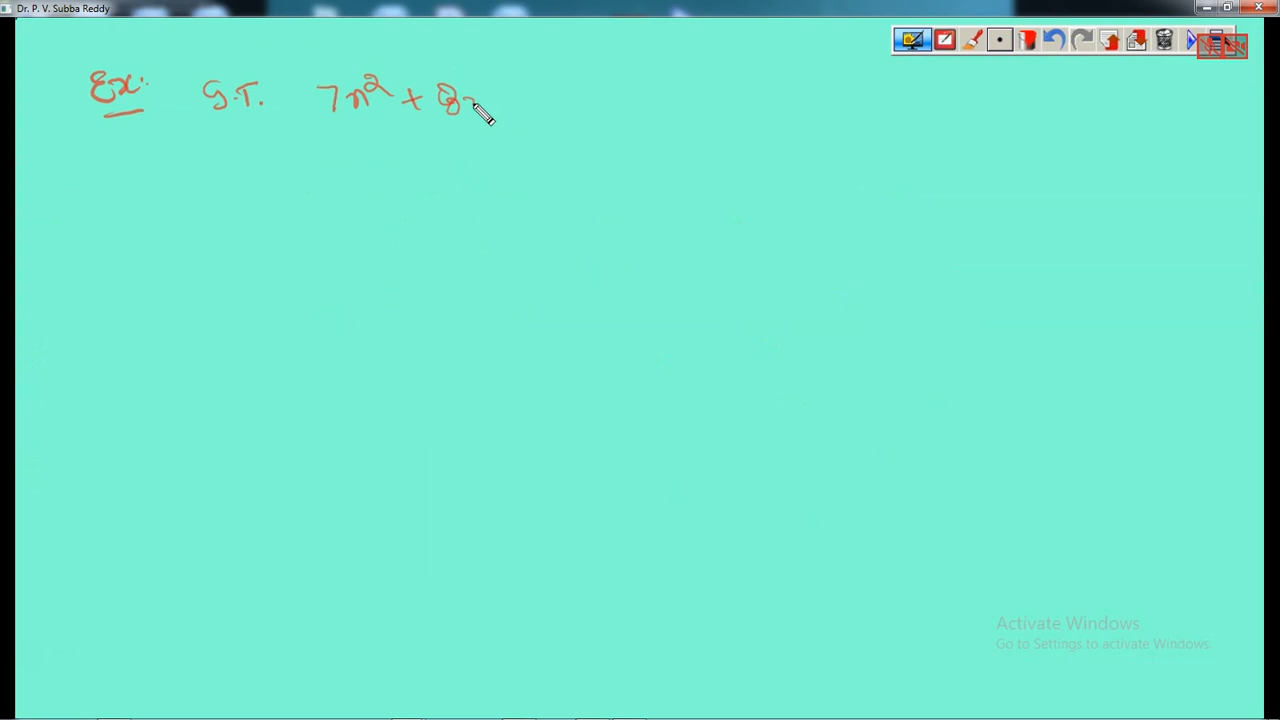 Dr. P. V. Subba Reddy
Ex: S.T. 7n² + 8
Activate Windows
Go to Settings to activate Windows.